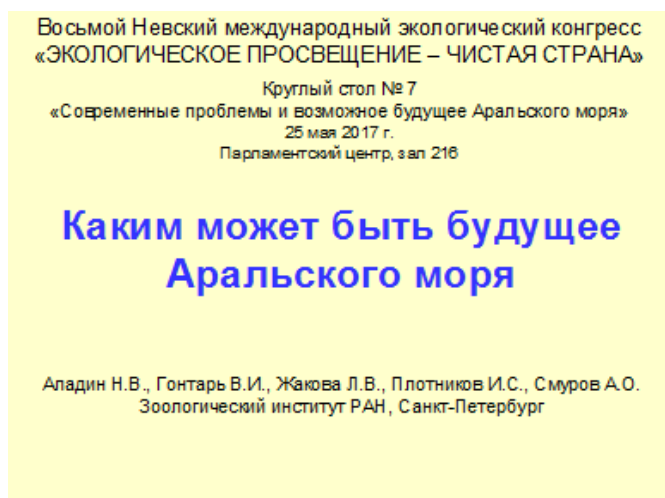 Восьмой Невский международный экологический конгресс
«ЭКОЛОГИЧЕСКОЕ ПРОСВЕЩЕНИЕ – ЧИСТАЯ СТРАНА»
Круглый стол № 7
«Современные проблемы и возможное будущее Аральского моря»
25 мая 2017 г.
Парламентский центр, зал 216
Каким может быть будущее
Аральского моря
Аладин Н.В., Гонтарь В.И., Жакова Л.В., Плотников И.С., Смуров А.О.
Зоологический институт РАН, Санкт-Петербург